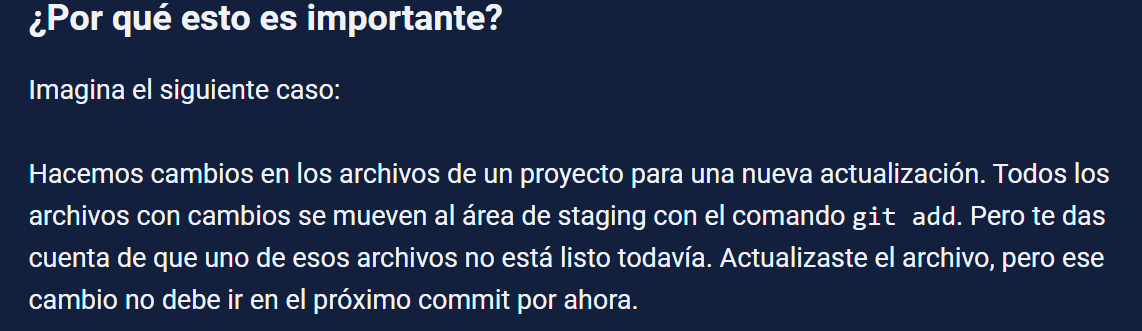 ¿Por qué esto es importante?
Imagina el siguiente caso:
Hacemos cambios en los archivos de un proyecto para una nueva actualización. Todos los
archivos con cambios se mueven al área de staging con el comando git add. Pero te das
cuenta de que uno de esos archivos no está listo todavía. Actualizaste el archivo, pero ese
cambio no debe ir en el próximo commit por ahora.